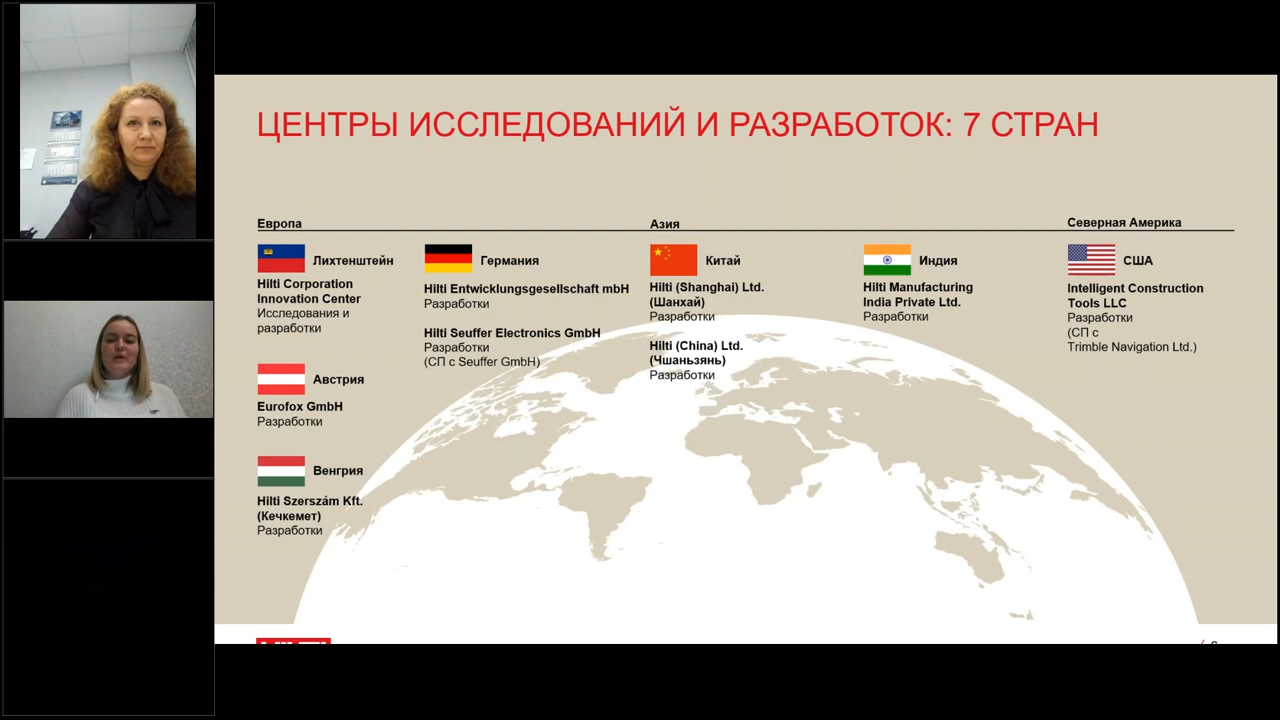 ЦЕНТРЫ ИССЛЕДОВАНИЙ И РАЗРАБОТОК: 7 СТРАН
Европа
Лихтенштейн
Hilti Corporation
Innovation Center
Исследования и
разработки
Австрия
Eurofox GmbH
Разработки
Венгрия
Hilti Szerszám Kft.
(Кечкемет)
Разработки
Германия
Hilti Entwicklungsgesellschaft mbH
Разработки
Hilti Seuffer Electronics GmbH
Разработки
(СП с Seuffer GmbH)
Азия
Китай
Hilti (Shanghai) Ltd.
(Шанхай)
Разработки
Hilti (China) Ltd.
(Чшаньзянь)
Разработки
Индия
Hilti Manufacturing
India Private Ltd.
Разработки
Северная Америка
США
Intelligent Construction
Tools LLC
Разработки
(СП с
Trimble Navigation Ltd.)